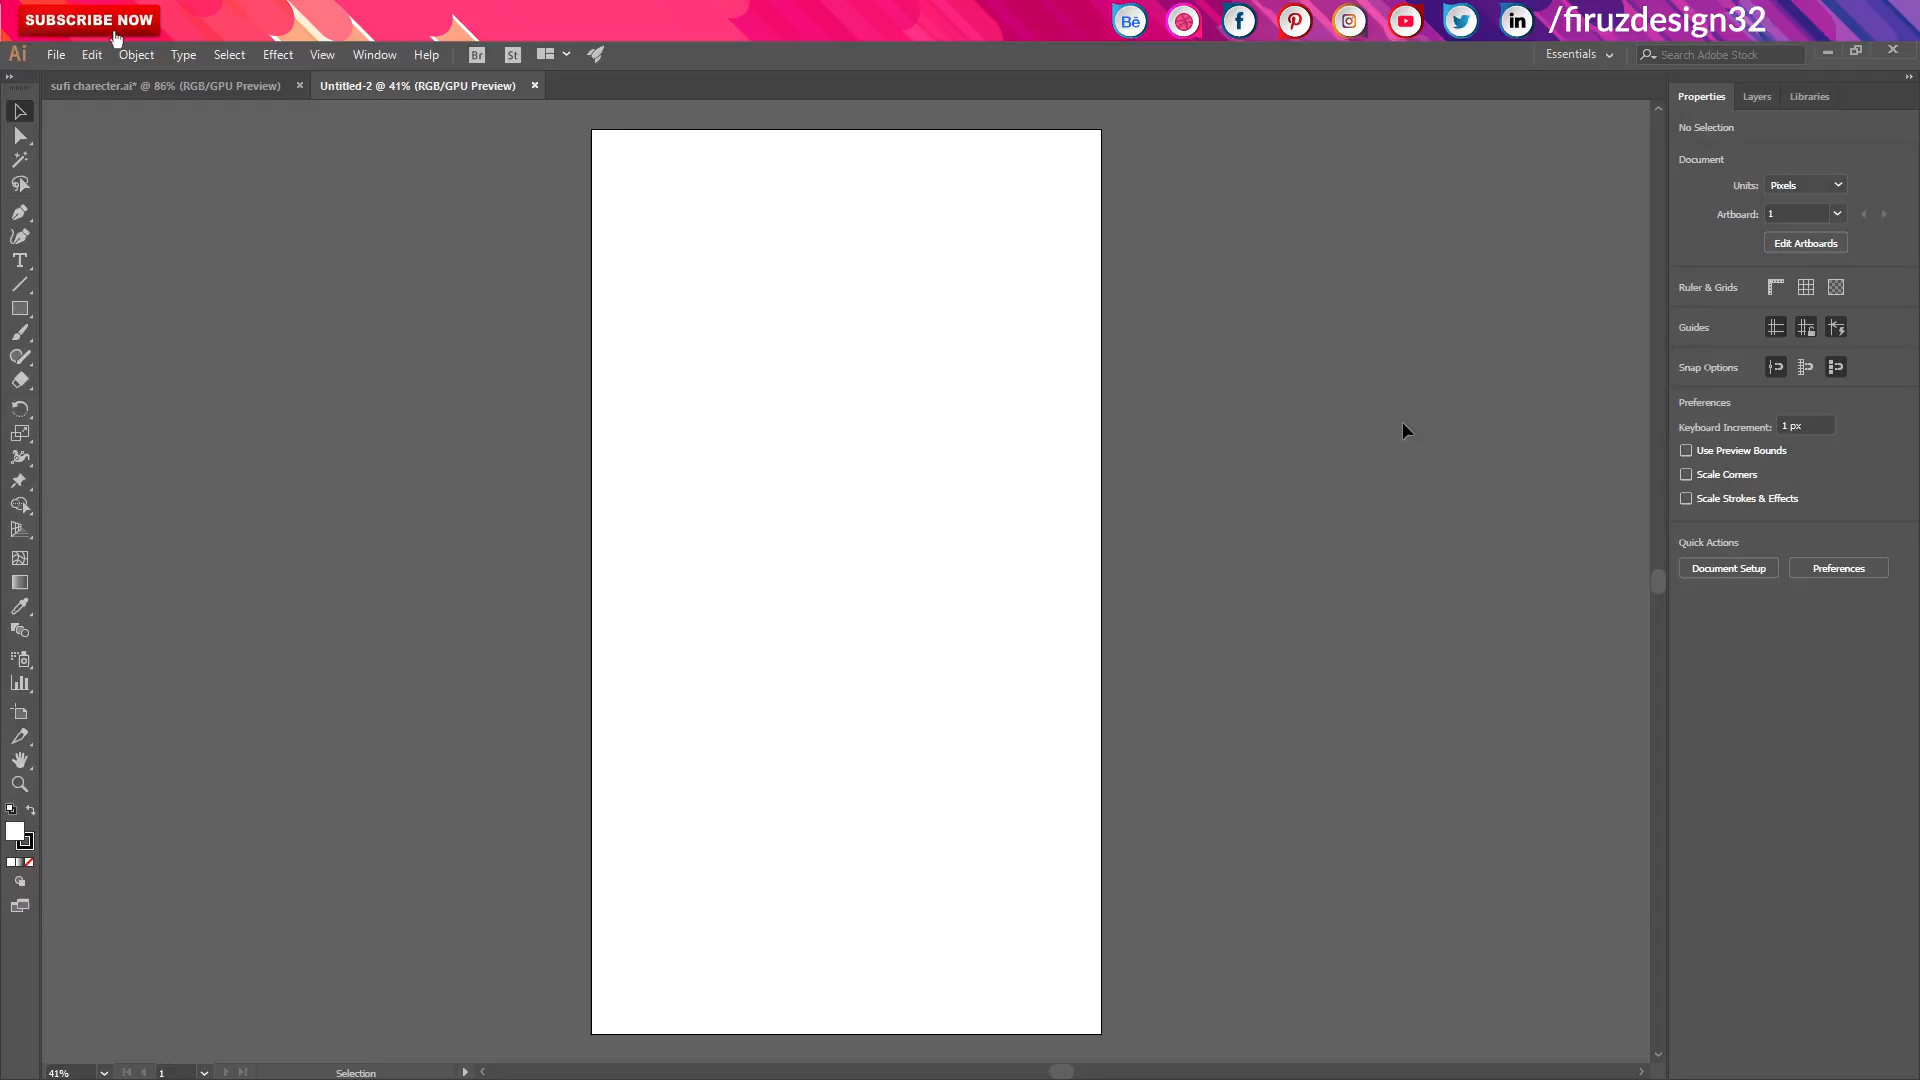 SUBSCRIBE NOW
Bē
/firuzdesign32
Ai File Edit Object Type Select Effect View Window Help Br St Essentials Search Adobe Stock
sufi charecter.ai* @ 86% (RGB/GPU Preview) × Untitled-2 @ 41% (RGB/GPU Preview) ×
Properties Layers Libraries
No Selection
Document
Units: Pixels
Artboard: 1
Edit Artboards
Ruler & Grids
Guides
Snap Options
Preferences
Keyboard Increment: 1 px
Use Preview Bounds
Scale Corners
Scale Strokes & Effects
Quick Actions
Document Setup Preferences
41% 1 Selection